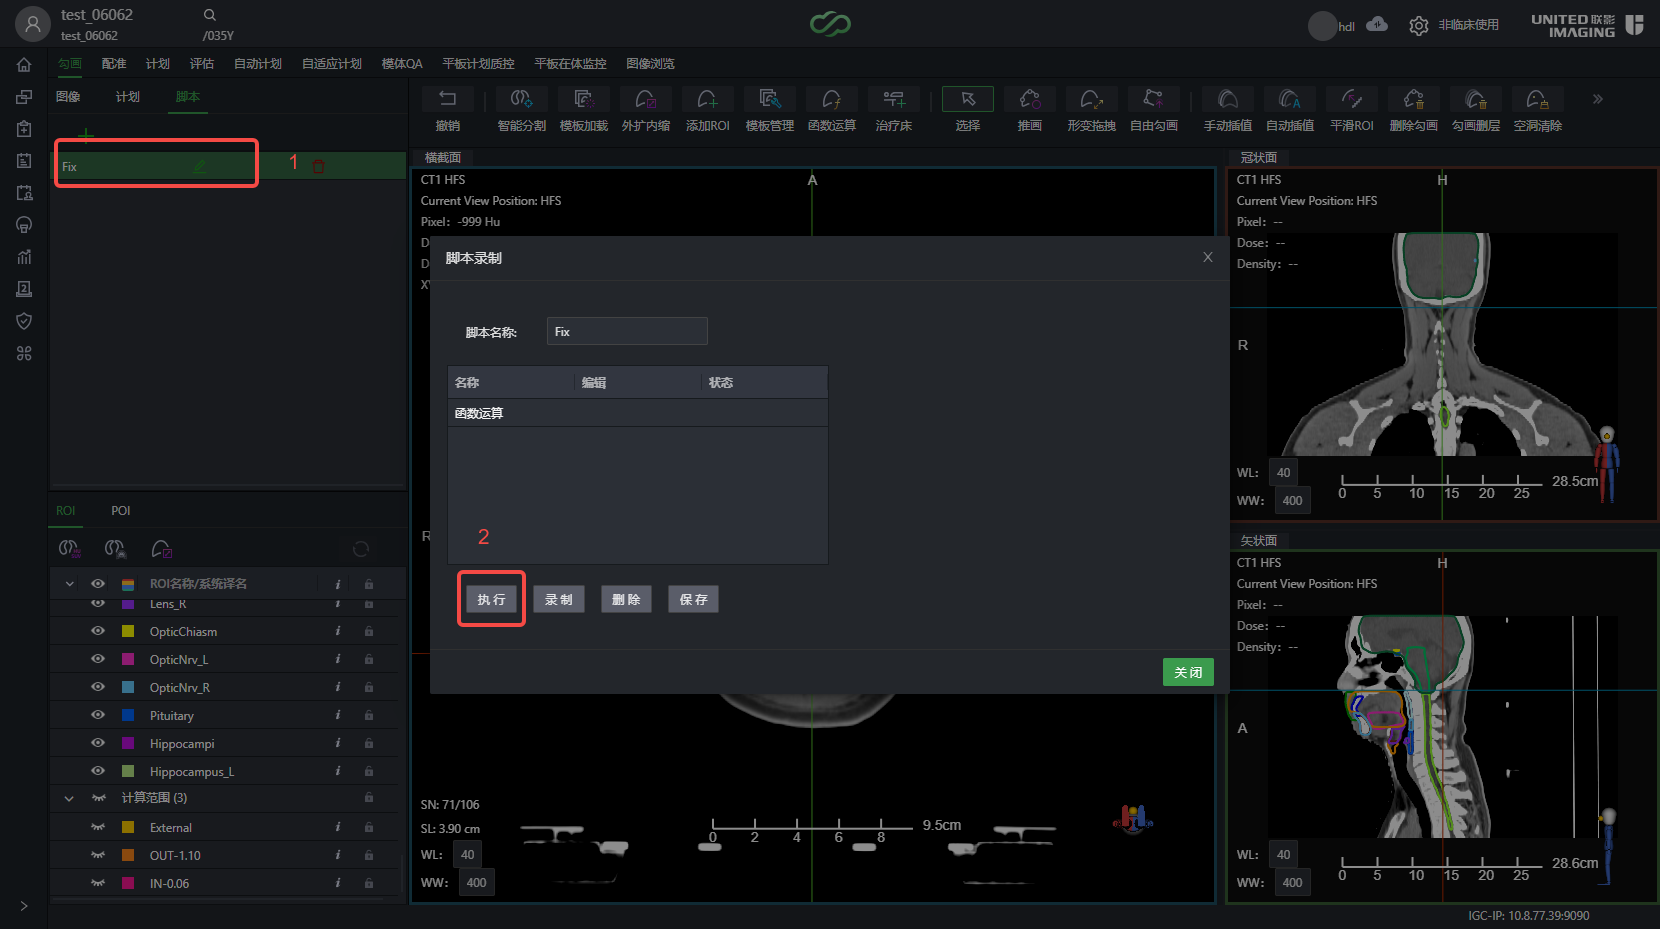 test_06062
test_06062
/035Y
hdl
非临床使用
UNITED 联影
IMAGING
勾画 配准 计划 评估 自动计划 自适应计划 模体QA 平板计划质控 平板在体监控 图像浏览
图像 计划 脚本
撤销 智能分割 模板加载 外扩内缩 添加ROI 模板管理 函数运算 治疗床 选择 推画 形变拖拽 自由勾画 手动插值 自动插值 平滑ROI 删除勾画 勾画删层 空洞清除
Fix
1
横截面
CT1 HFS
A
Current View Position: HFS
Pixel: -999 Hu
D
D
XY
R
脚本录制
脚本名称: Fix
名称 编辑 状态
函数运算
2
执行 录制 删除 保存
关闭
SN: 71/106
SL: 3.90 cm
WL: 40
WW: 400
0 2 4 6 8 9.5cm
冠状面
CT1 HFS
H
Current View Position: HFS
Pixel: --
Dose: --
Density: --
R
WL: 40
WW: 400
0 5 10 15 20 25 28.5cm
矢状面
CT1 HFS
H
Current View Position: HFS
Pixel: --
Dose: --
Density: --
A
WL: 40
WW: 400
0 5 10 15 20 25 28.6cm
ROI POI
ROI名称/系统译名 i
Lens_R i
OpticChiasm i
OpticNrv_L i
OpticNrv_R i
Pituitary i
Hippocampi i
Hippocampus_L i
计算范围 (3)
External i
OUT-1.10 i
IN-0.06 i
IGC-IP: 10.8.77.39:9090